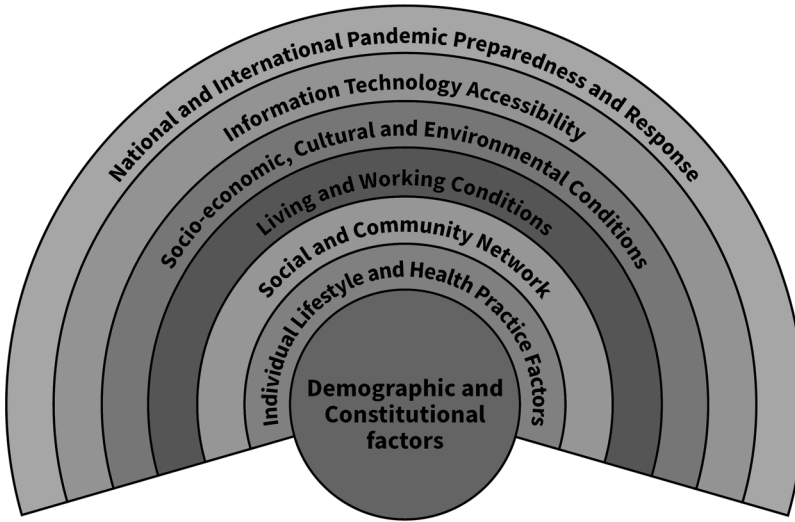 National and International Pandemic Preparedness and Response
Information Technology Accessibility
Socio-economic, Cultural and Environmental Conditions
Living and Working Conditions
Social and Community Network
Individual Lifestyle and Health Practice Factors
Demographic and
Constitutional
factors